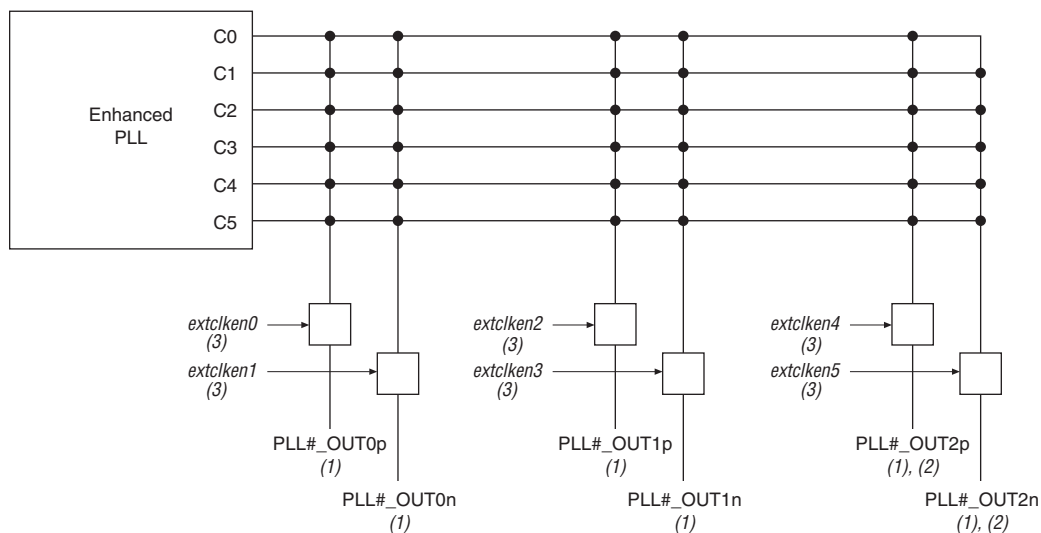 C0
C1
C2
Enhanced
PLL
C3
C4
C5
extclken0
(3)
extclken1
(3)
extclken2
(3)
extclken3
(3)
extclken4
(3)
extclken5
(3)
PLL#_OUT0p
(1)
PLL#_OUT0n
(1)
PLL#_OUT1p
(1)
PLL#_OUT1n
(1)
PLL#_OUT2p
(1), (2)
PLL#_OUT2n
(1), (2)